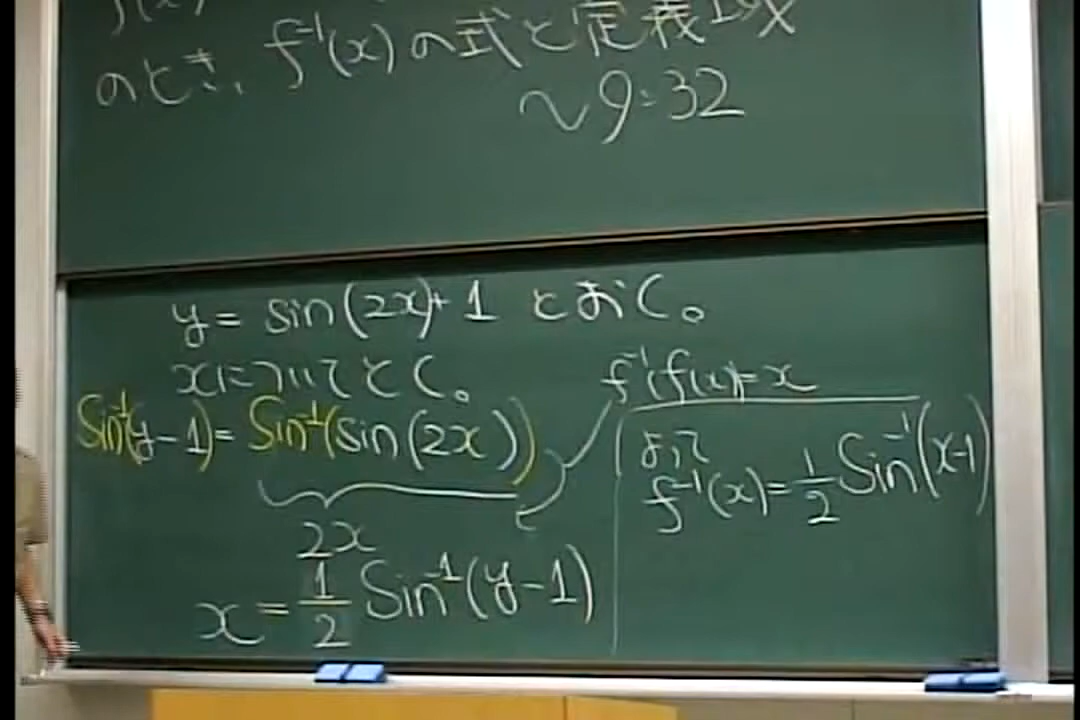 f(x)
のとき、f⁻¹(x)の式と定義域
〜9:32
y = sin(2x)+1 とおく。
xについてとく。
Sin⁻¹(y-1) = Sin⁻¹(sin(2x))
2x
x = 1/2 Sin⁻¹(y-1)
f⁻¹(f(x))=x
よって
f⁻¹(x) = 1/2 Sin⁻¹(x-1)